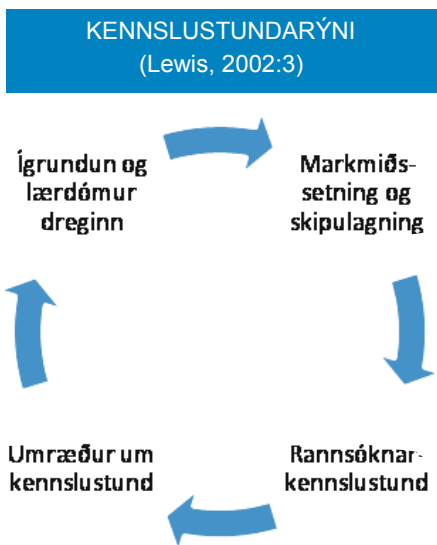 KENNSLUSTUNDARÝNI
(Lewis, 2002:3)
Ígrundun og
lærdómur
dreginn
Markmiðs-
setning og
skipulagning
Umræður um
kennslustund
Rannsóknar-
kennslustund